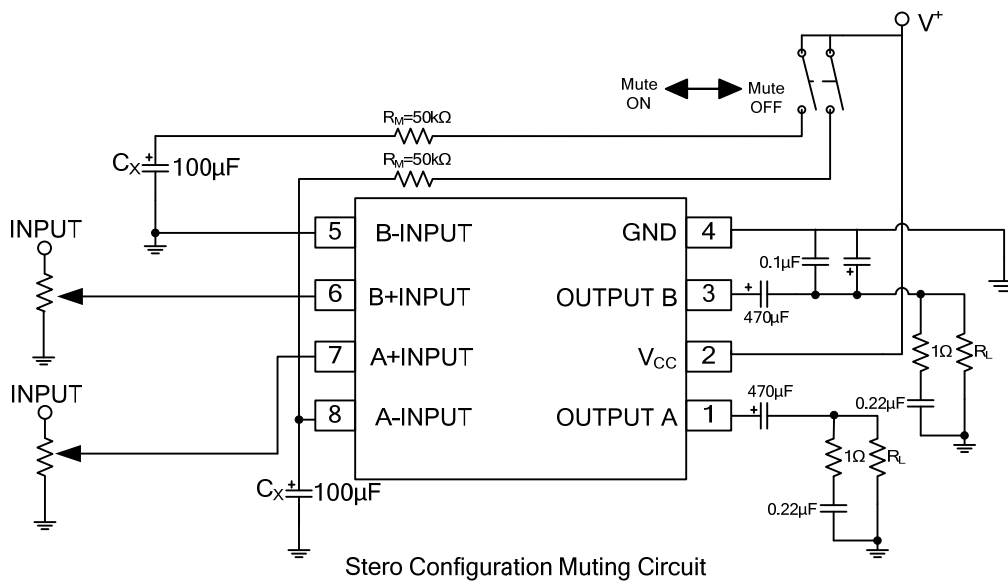 V+
Mute
ON
Mute
OFF
RM=50kΩ
RM=50kΩ
CX + 100µF
INPUT
5 B-INPUT
GND 4
0.1µF
+
6 B+INPUT
OUTPUT B 3
+
470µF
7 A+INPUT
VCC 2
1Ω RL
0.22µF
INPUT
8 A-INPUT
OUTPUT A 1
470µF
+
1Ω RL
0.22µF
CX + 100µF
Stero Configuration Muting Circuit